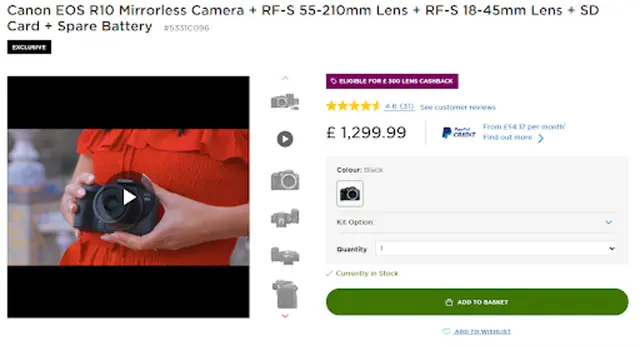 Canon EOS R10 Mirrorless Camera + RF-S 55-210mm Lens + RF-S 18-45mm Lens + SD
Card + Spare Battery #5331C096
EXCLUSIVE
ELIGIBLE FOR £ 300 LENS CASHBACK
4.6 (31) See customer reviews
£ 1,299.99
PayPal CREDIT
From £54.17 per month
Find out more
Colour: Black
Kit Option:
Quantity 1
Currently in Stock
ADD TO BASKET
ADD TO WISHLIST